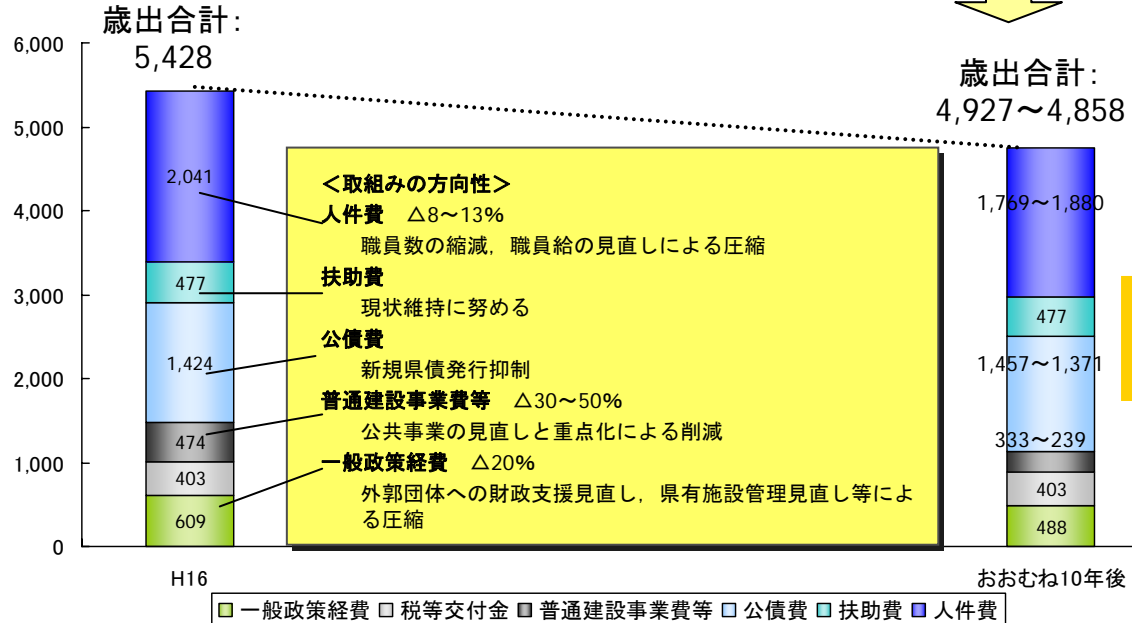 歳出合計：
5,428
歳出合計：
4,927～4,858
6,000
5,000
4,000
3,000
2,000
1,000
0
2,041
477
1,424
474
403
609
＜取組みの方向性＞
人件費　△8～13%
職員数の縮減，職員給の見直しによる圧縮
扶助費
現状維持に努める
公債費
新規県債発行抑制
普通建設事業費等　△30～50%
公共事業の見直しと重点化による削減
一般政策経費　△20%
外郭団体への財政支援見直し，県有施設管理見直し等によ
る圧縮
1,769～1,880
477
1,457～1,371
333～239
403
488
H16
おおむね10年後
一般政策経費 税等交付金 普通建設事業費等 公債費 扶助費 人件費